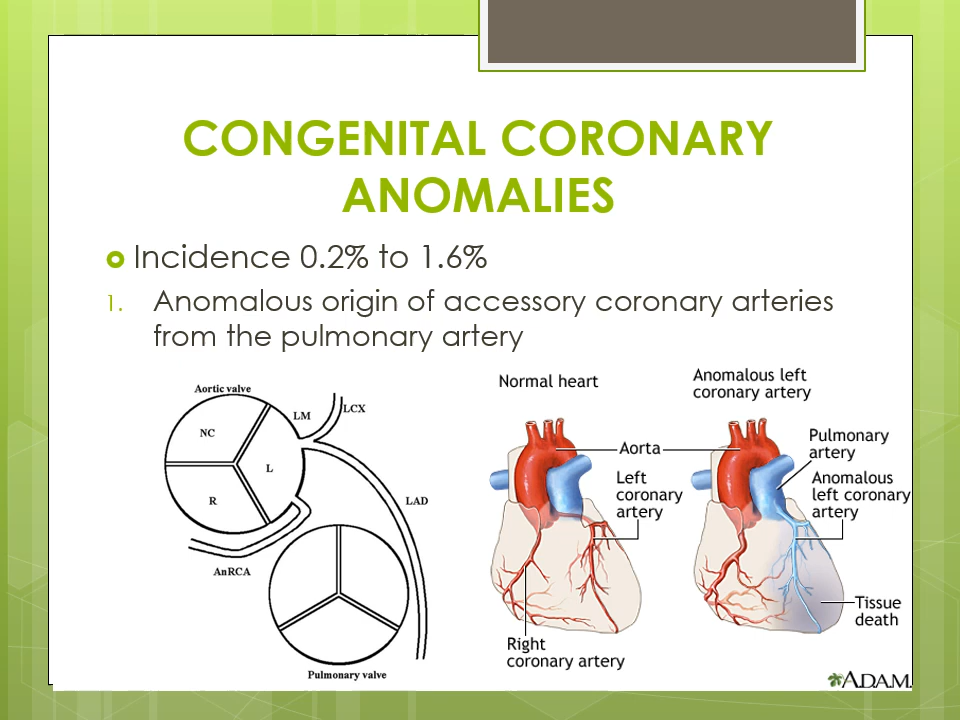 CONGENITAL CORONARY
ANOMALIES
Incidence 0.2% to 1.6%
1. Anomalous origin of accessory coronary arteries
from the pulmonary artery
Aortic valve
LM
LCX
NC
L
R
LAD
AnRCA
Pulmonary valve
Normal heart
Anomalous left
coronary artery
Aorta
Left
coronary
artery
Right
coronary artery
Pulmonary
artery
Anomalous
left coronary
artery
Tissue
death
A.D.A.M.